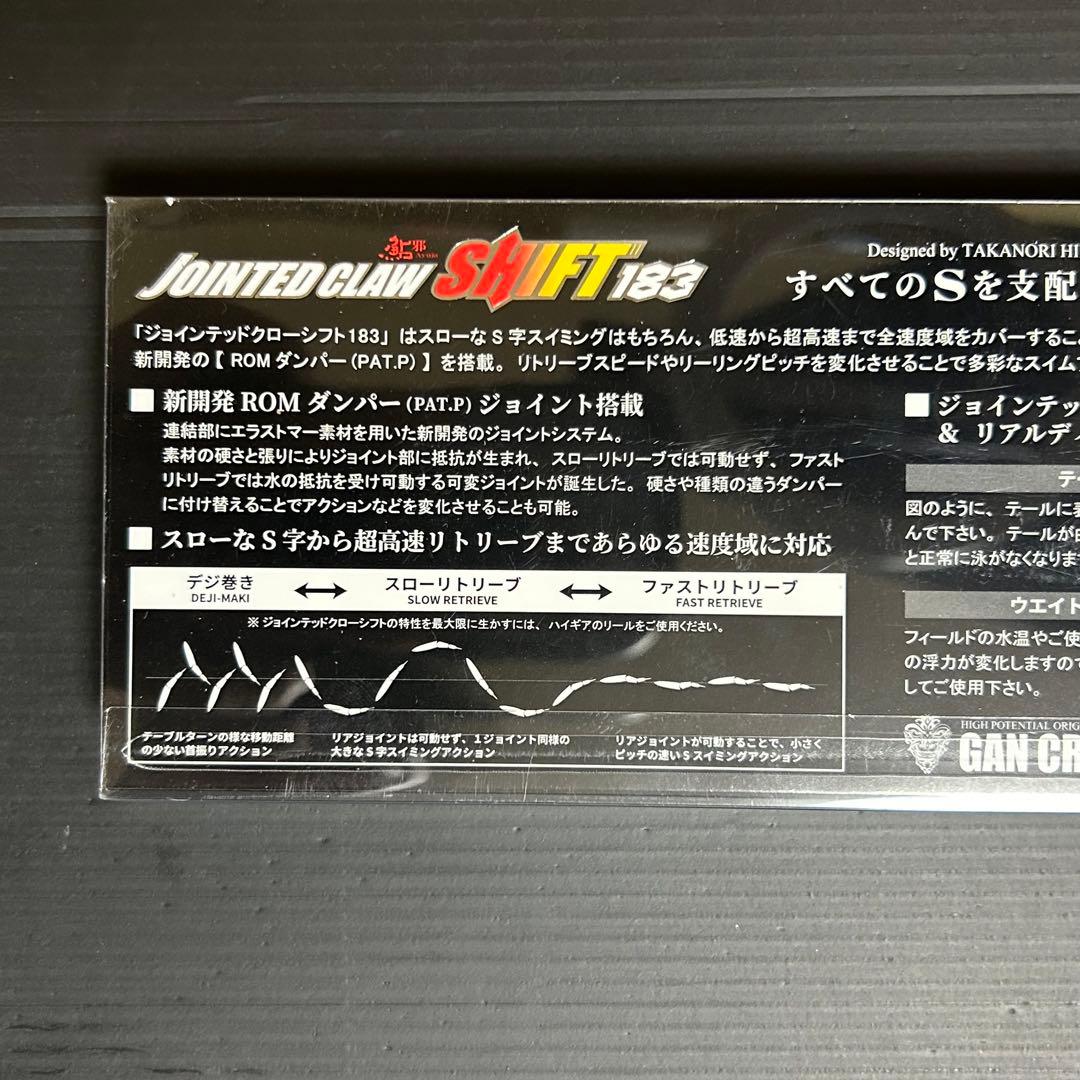 鮎邪
Ayuja
JOINTED CLAW SHIFT 183
Designed by TAKANORI HI
すべてのSを支配
「ジョインテッドクローシフト183」はスローなS字スイミングはもちろん、低速から超高速まで全速度域をカバーするこ
新開発の【 ROMダンパー(PAT.P) 】を搭載。リトリーブスピードやリーリングピッチを変化させることで多彩なスイム
■ 新開発 ROM ダンパー (PAT.P) ジョイント搭載
連結部にエラストマー素材を用いた新開発のジョイントシステム。
素材の硬さと張りによりジョイント部に抵抗が生まれ、スローリトリーブでは可動せず、ファスト
リトリーブでは水の抵抗を受け可動する可変ジョイントが誕生した。硬さや種類の違うダンパー
に付け替えることでアクションなどを変化させることも可能。
■ スローなS字から超高速リトリーブまであらゆる速度域に対応
デジ巻き ↔ スローリトリーブ ↔ ファストリトリーブ
DEJI-MAKI SLOW RETRIEVE FAST RETRIEVE
※ ジョインテッドクローシフトの特性を最大限に生かすには、ハイギアのリールをご使用ください。
テーブルターンの様な移動距離
の少ない首振りアクション
リアジョイントは可動せず、1ジョイント同様の
大きなS字スイミングアクション
リアジョイントが可動することで、小さく
ピッチの速いSスイミングアクション
■ ジョインテッ
& リアルディ
テ
図のように、テールに
んで下さい。テールが
と正常に泳がなくなりま
ウエイト
フィールドの水温やご使
の浮力が変化しますので
してご使用下さい。
HIGH POTENTIAL ORIG
GAN CR